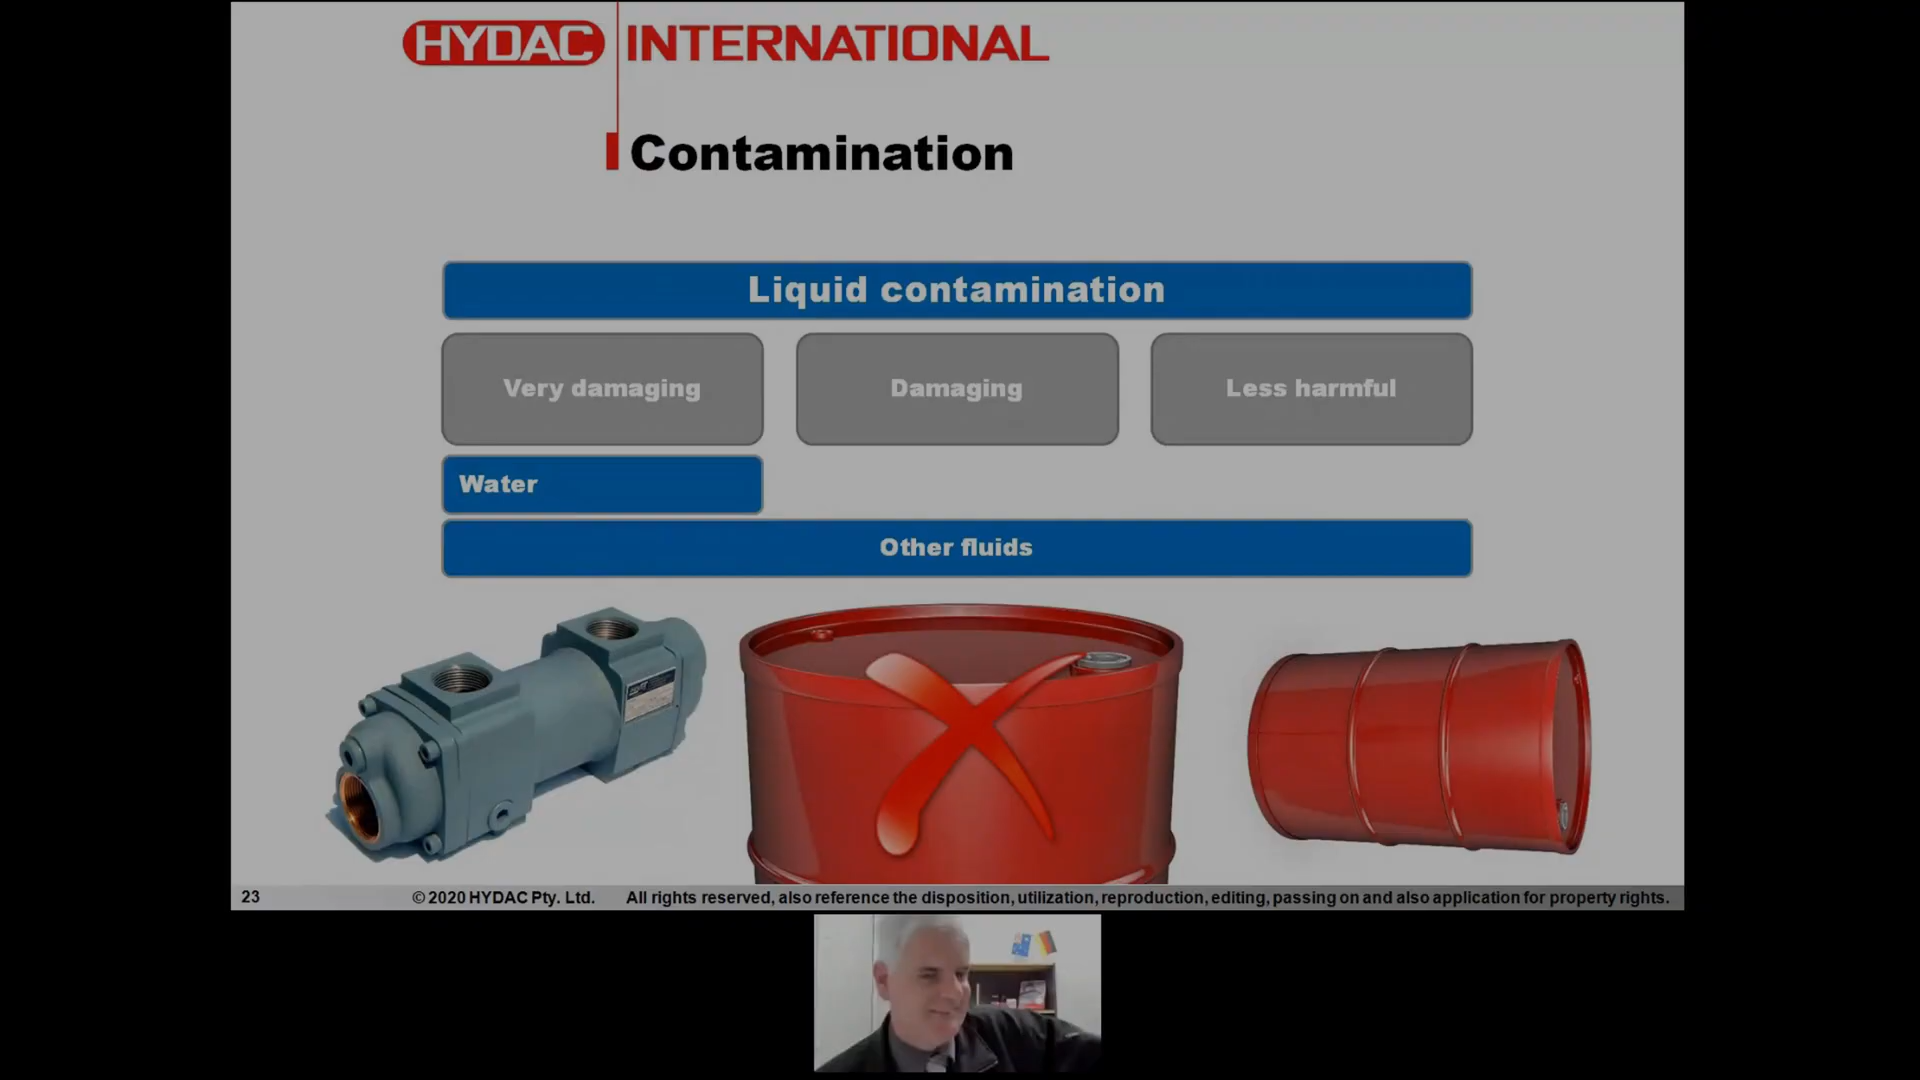 HYDAC INTERNATIONAL
Contamination
Liquid contamination
Very damaging
Damaging
Less harmful
Water
Other fluids
23
© 2020 HYDAC Pty. Ltd.
All rights reserved, also reference the disposition, utilization, reproduction, editing, passing on and also application for property rights.